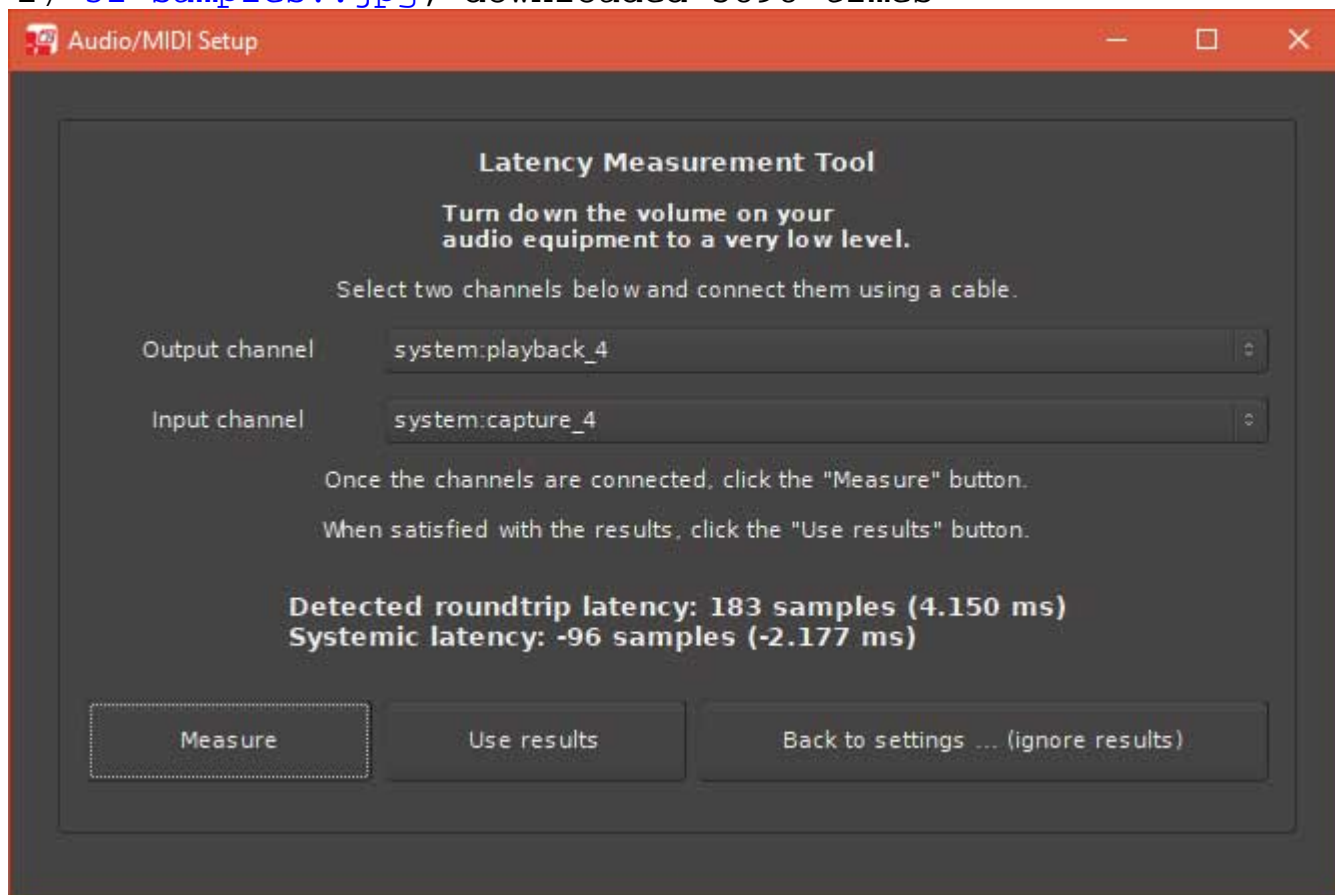 Audio/MIDI Setup
Latency Measurement Tool
Turn down the volume on your
audio equipment to a very low level.
Select two channels below and connect them using a cable.
Output channel system:playback_4
Input channel system:capture_4
Once the channels are connected, click the "Measure" button.
When satisfied with the results, click the "Use results" button.
Detected roundtrip latency: 183 samples (4.150 ms)
Systemic latency: -96 samples (-2.177 ms)
Measure Use results Back to settings ... (ignore results)